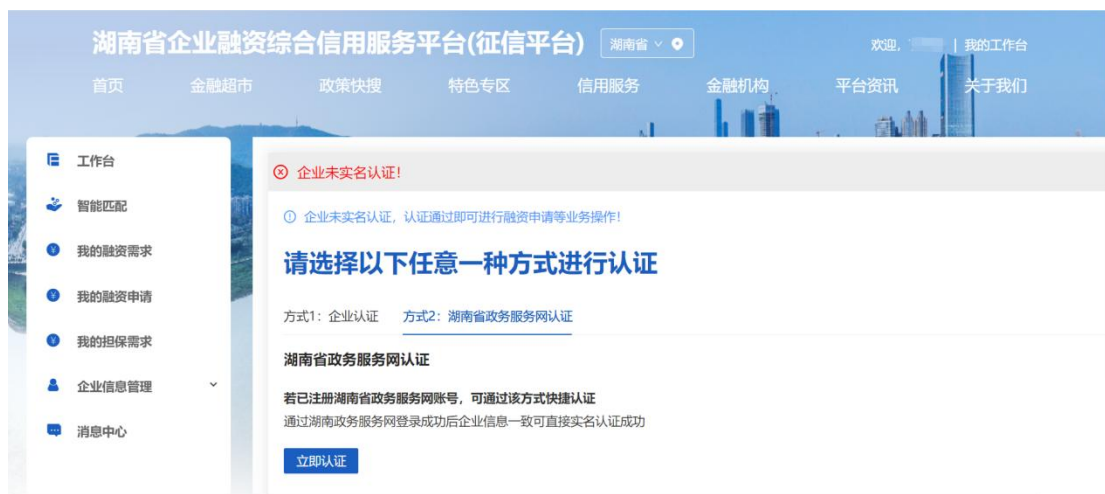 湖南省企业融资综合信用服务平台(征信平台) 湖南省 欢迎, | 我的工作台
首页 金融超市 政策快搜 特色专区 信用服务 金融机构 平台资讯 关于我们
工作台
智能匹配
我的融资需求
我的融资申请
我的担保需求
企业信息管理
消息中心
企业未实名认证!
企业未实名认证, 认证通过即可进行融资申请等业务操作!
请选择以下任意一种方式进行认证
方式1: 企业认证 方式2: 湖南省政务服务网认证
湖南省政务服务网认证
若已注册湖南省政务服务网账号, 可通过该方式快捷认证
通过湖南政务服务网登录成功后企业信息一致可直接实名认证成功
立即认证